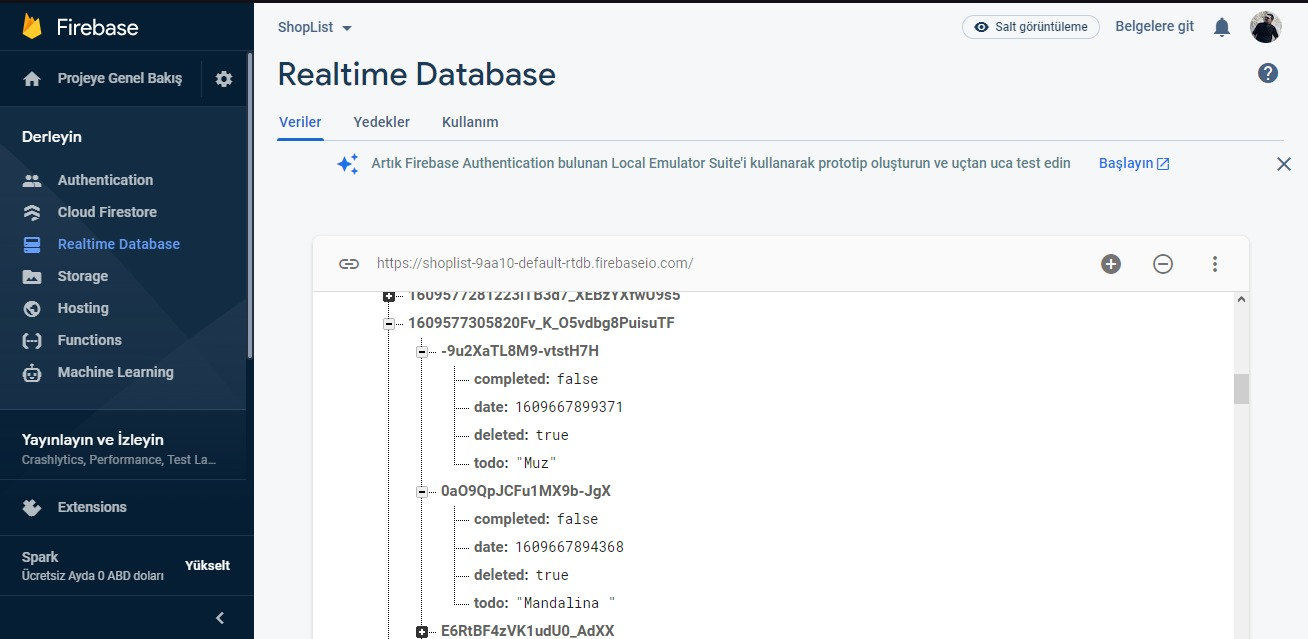 Firebase
ShopList
Salt görüntüleme
Belgelere git
Projeye Genel Bakış
Realtime Database
Derleyin
Veriler
Yedekler
Kullanım
Artık Firebase Authentication bulunan Local Emulator Suite'i kullanarak prototip oluşturun ve uçtan uca test edin
Başlayın
Authentication
Cloud Firestore
Realtime Database
Storage
Hosting
Functions
Machine Learning
Yayınlayın ve İzleyin
Crashlytics, Performance, Test La...
Extensions
Spark
Ücretsiz Ayda 0 ABD doları
Yükselt
https://shoplist-9aa10-default-rtdb.firebaseio.com/
1609577305820Fv_K_O5vdbg8PuisuTF
-9u2XaTL8M9-vtstH7H
completed: false
date: 1609667899371
deleted: true
todo: "Muz"
0aO9QpJCFu1MX9b-JgX
completed: false
date: 1609667894368
deleted: true
todo: "Mandalina "
E6RtBF4zVK1udU0_AdXX